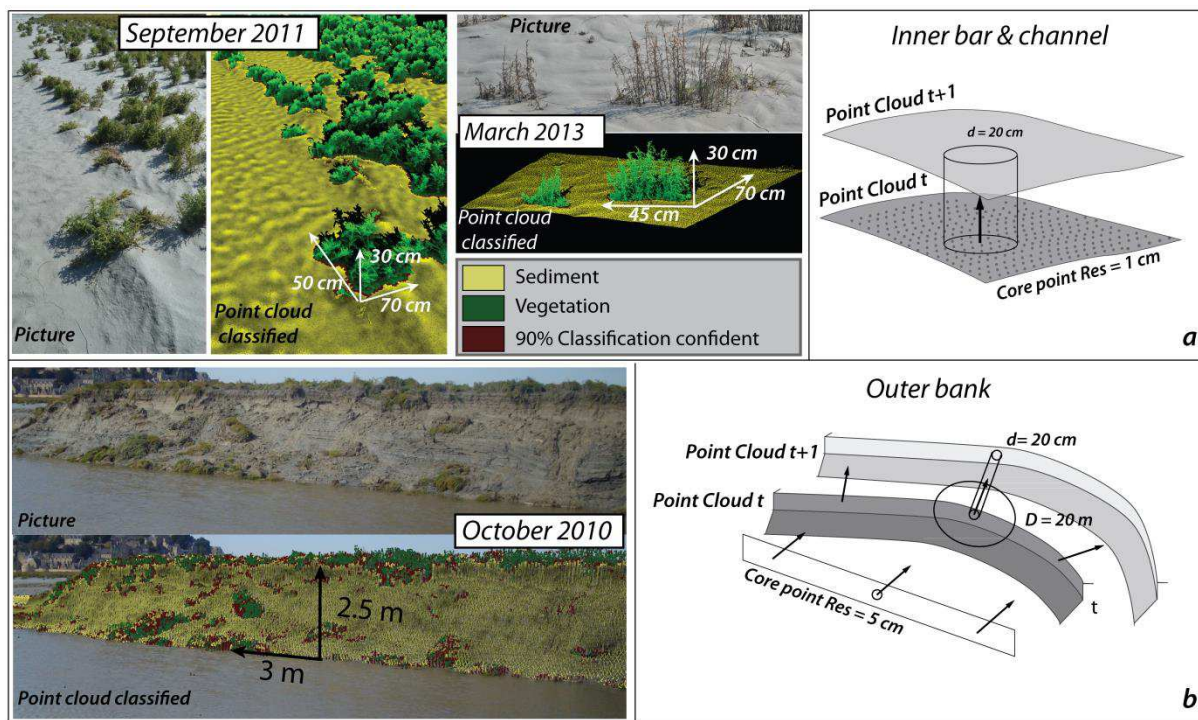 September 2011
Picture
50 cm
30 cm
70 cm
Point cloud
classified
Picture
March 2013
30 cm
70 cm
45 cm
Point cloud
classified
Sediment
Vegetation
90% Classification confident
Inner bar & channel
Point Cloud t+1
d = 20 cm
Point Cloud t
Core point Res = 1 cm
a
Picture
October 2010
2.5 m
3 m
Point cloud classified
Outer bank
d= 20 cm
Point Cloud t+1
Point Cloud t
D = 20 m
Core point Res = 5 cm
t
b